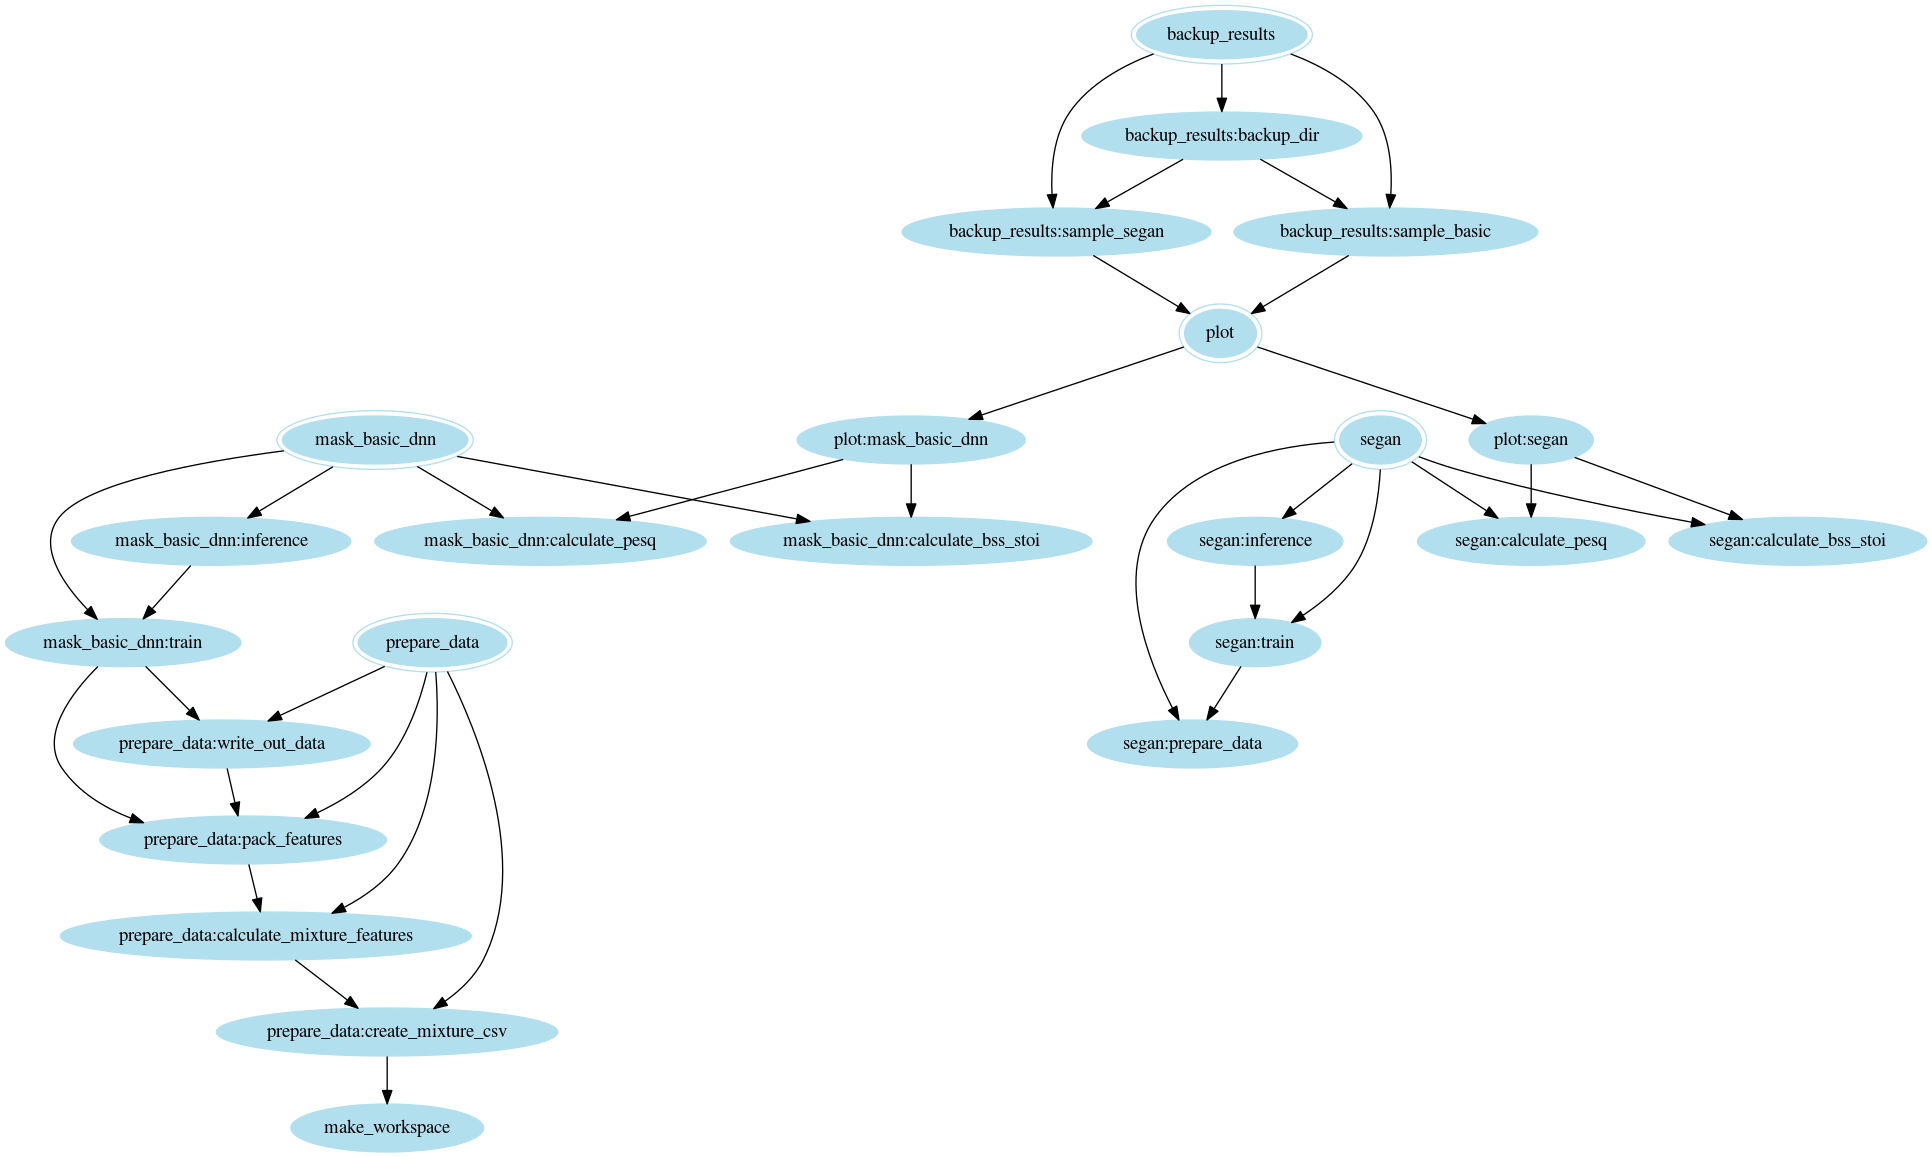 backup_results
backup_results:backup_dir
backup_results:sample_segan
backup_results:sample_basic
plot
mask_basic_dnn
plot:mask_basic_dnn
segan
plot:segan
mask_basic_dnn:inference
mask_basic_dnn:calculate_pesq
mask_basic_dnn:calculate_bss_stoi
segan:inference
segan:calculate_pesq
segan:calculate_bss_stoi
mask_basic_dnn:train
prepare_data
segan:train
prepare_data:write_out_data
segan:prepare_data
prepare_data:pack_features
prepare_data:calculate_mixture_features
prepare_data:create_mixture_csv
make_workspace